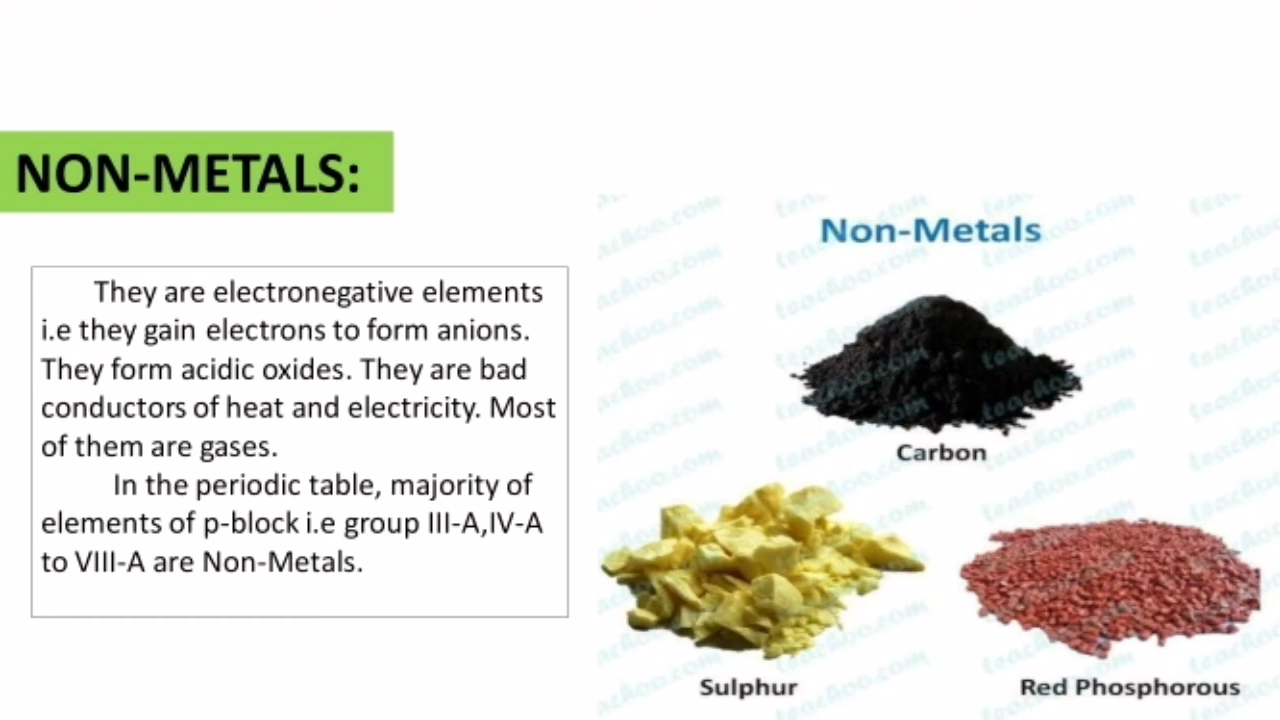 NON-METALS:
They are electronegative elements
i.e they gain electrons to form anions.
They form acidic oxides. They are bad
conductors of heat and electricity. Most
of them are gases.
In the periodic table, majority of
elements of p-block i.e group III-A,IV-A
to VIII-A are Non-Metals.
Non-Metals
Carbon
Sulphur
Red Phosphorous
teachoo.com